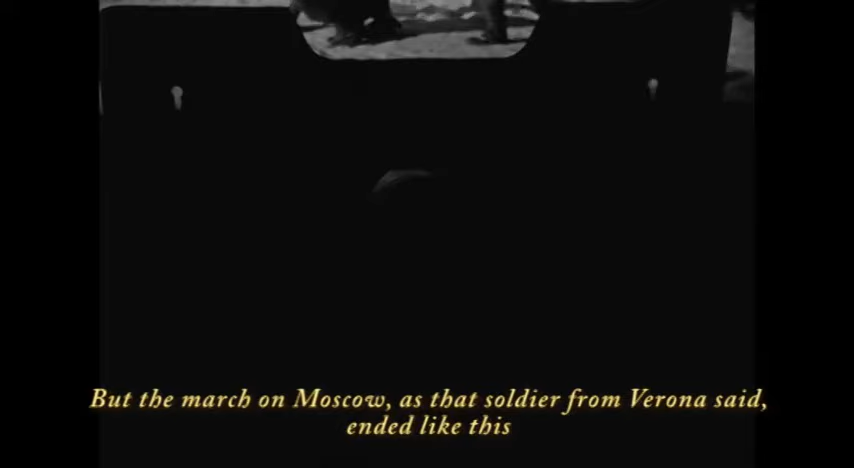 But the march on Moscow, as that soldier from Verona said,
ended like this